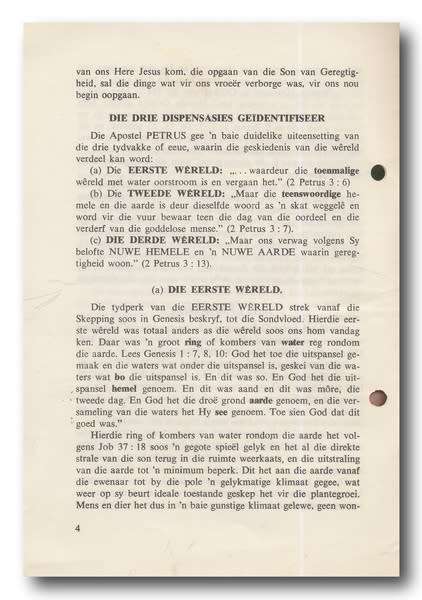 van ons Here Jesus kom, die opgaan van die Son van Geregtig-
heid, sal die dinge wat vir ons vroeër verborge was, vir ons nou
begin oopgaan.
DIE DRIE DISPENSASIES GEÏDENTIFISEER
Die Apostel PETRUS gee 'n baie duidelike uiteensetting van
die drie tydvakke of eeue, waarin die geskiedenis van die wêreld
verdeel kan word:
(a) Die EERSTE WÊRELD: „... waardeur die toenmalige
wêreld met water oorstroom is en vergaan het." (2 Petrus 3 : 6)
(b) Die TWEEDE WÊRELD: „Maar die teenswoordige he-
mele en die aarde is deur dieselfde woord as 'n skat weggelê en
word vir die vuur bewaar teen die dag van die oordeel en die
verderf van die goddelose mense." (2 Petrus 3 : 7).
(c) DIE DERDE WÊRELD: „Maar ons verwag volgens Sy
belofte NUWE HEMELE en 'n NUWE AARDE waarin gereg-
tigheid woon." (2 Petrus 3 : 13).
(a) DIE EERSTE WÊRELD.
Die tydperk van die EERSTE WÊRELD strek vanaf die
Skepping soos in Genesis beskryf, tot die Sondvloed. Hierdie eer-
ste wêreld was totaal anders as die wêreld soos ons hom vandag
ken. Daar was 'n groot ring of kombers van water reg rondom
die aarde. Lees Genesis 1 : 7, 8, 10: God het toe die uitspansel ge-
maak en die waters wat onder die uitspansel is, geskei van die wa-
ters wat bo die uitspansel is. En dit was so. En God het die uit-
spansel hemel genoem. En dit was aand en dit was môre, die
tweede dag. En God het die droë grond aarde genoem, en die ver-
sameling van die waters het Hy see genoem. Toe sien God dat dit
goed was."
Hierdie ring of kombers van water rondom die aarde het vol-
gens Job 37 : 18 soos 'n gegote spieël gelyk en het al die direkte
strale van die son terug in die ruimte weerkaats, en die uitstraling
van die aarde tot 'n minimum beperk. Dit het aan die aarde vanaf
die ewenaar tot by die pole 'n gelykmatige klimaat gegee, wat
weer op sy beurt ideale toestande geskep het vir die plantegroei.
Mens en dier het dus in 'n baie gunstige klimaat gelewe, geen won-
4